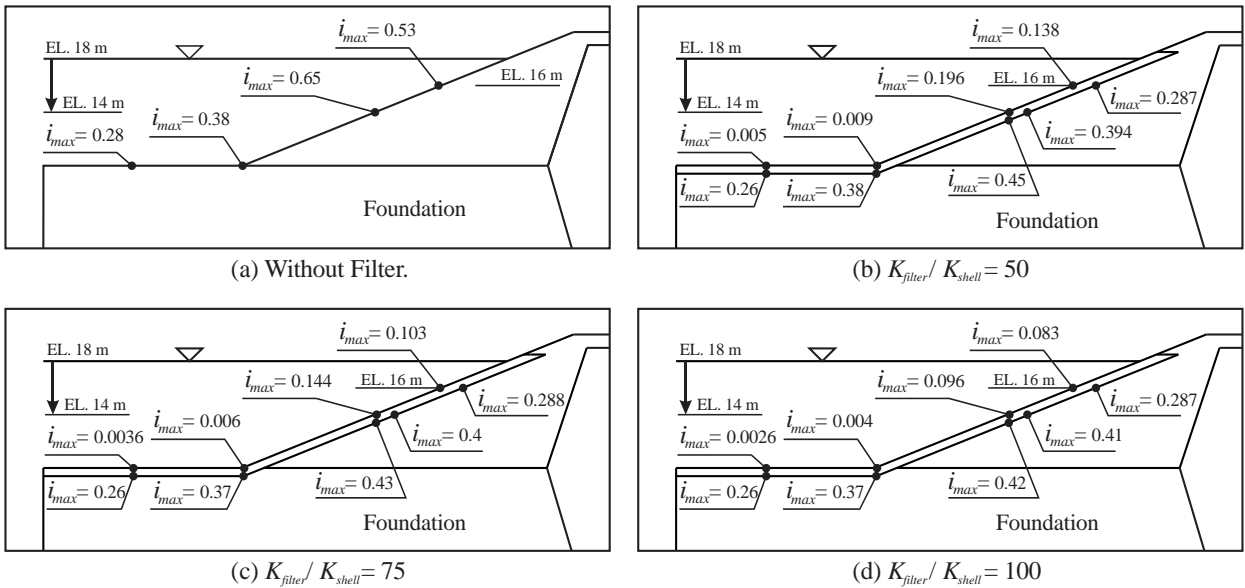 EL. 18 m
i_max = 0.53
i_max = 0.65
EL. 16 m
EL. 14 m
i_max = 0.28
i_max = 0.38
Foundation
(a) Without Filter.
EL. 18 m
i_max = 0.138
i_max = 0.196
EL. 16 m
EL. 14 m
i_max = 0.287
i_max = 0.005
i_max = 0.009
i_max = 0.394
i_max = 0.26
i_max = 0.38
i_max = 0.45
Foundation
(b) K_filter / K_shell = 50
EL. 18 m
i_max = 0.103
i_max = 0.144
EL. 16 m
EL. 14 m
i_max = 0.288
i_max = 0.0036
i_max = 0.006
i_max = 0.4
i_max = 0.26
i_max = 0.37
i_max = 0.43
Foundation
(c) K_filter / K_shell = 75
EL. 18 m
i_max = 0.083
i_max = 0.096
EL. 16 m
EL. 14 m
i_max = 0.287
i_max = 0.0026
i_max = 0.004
i_max = 0.41
i_max = 0.26
i_max = 0.37
i_max = 0.42
Foundation
(d) K_filter / K_shell = 100